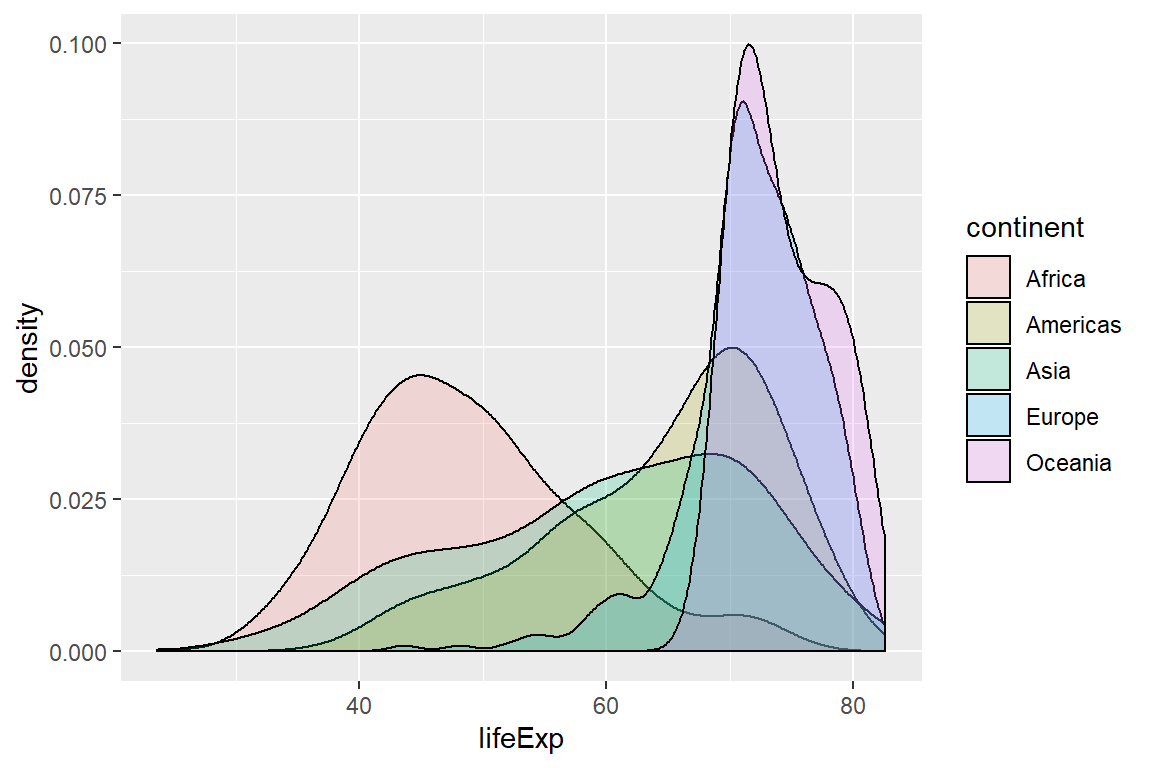 0.100
0.075
0.050
0.025
0.000
density
40
60
80
lifeExp
continent
Africa
Americas
Asia
Europe
Oceania